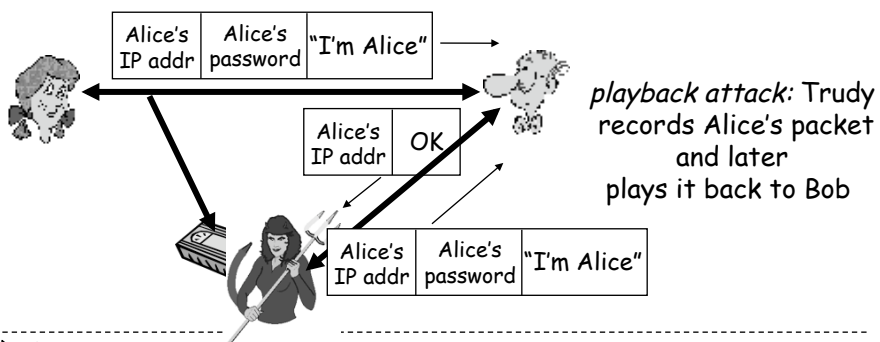 Alice's
IP addr
Alice's
password
"I'm Alice"
playback attack: Trudy
records Alice's packet
and later
plays it back to Bob
Alice's
IP addr
OK
Alice's
IP addr
Alice's
password
"I'm Alice"